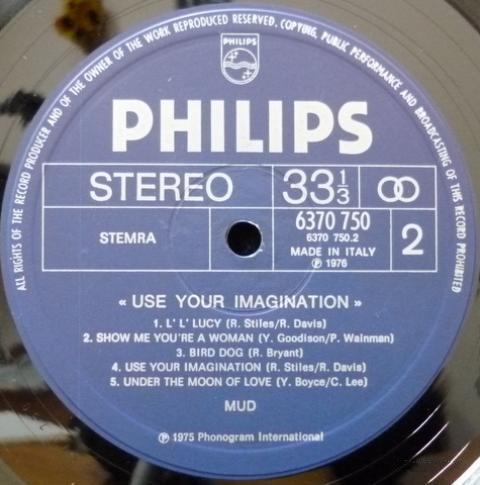 ALL RIGHTS OF THE RECORD PRODUCER AND OF THE OWNER OF THE WORK REPRODUCED RESERVED. COPYING, PUBLIC PERFORMANCE AND BROADCASTING OF THIS RECORD PROHIBITED
PHILIPS
PHILIPS
STEREO 33 1/3
STEMRA
6370 750
6370 750.2
MADE IN ITALY
℗ 1976
2
« USE YOUR IMAGINATION »
1. L' L' LUCY (R. Stiles/R. Davis)
2. SHOW ME YOU'RE A WOMAN (Y. Goodison/P. Wainman)
3. BIRD DOG (R. Bryant)
4. USE YOUR IMAGINATION (R. Stiles/R. Davis)
5. UNDER THE MOON OF LOVE (Y. Boyce/C. Lee)
MUD
℗ 1975 Phonogram International